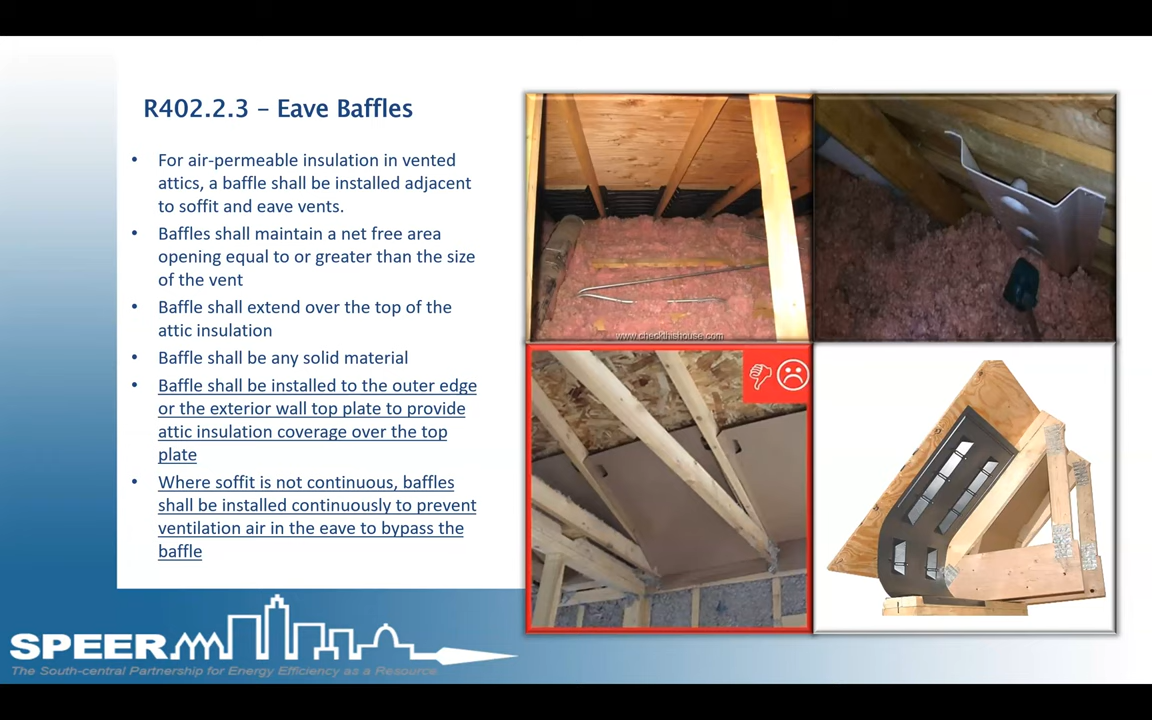 R402.2.3 – Eave Baffles
• For air-permeable insulation in vented
attics, a baffle shall be installed adjacent
to soffit and eave vents.
• Baffles shall maintain a net free area
opening equal to or greater than the size
of the vent
• Baffle shall extend over the top of the
attic insulation
• Baffle shall be any solid material
• Baffle shall be installed to the outer edge
or the exterior wall top plate to provide
attic insulation coverage over the top
plate
• Where soffit is not continuous, baffles
shall be installed continuously to prevent
ventilation air in the eave to bypass the
baffle
www.checkthishouse.com
SPEER
The South-central Partnership for Energy Efficiency as a Resource